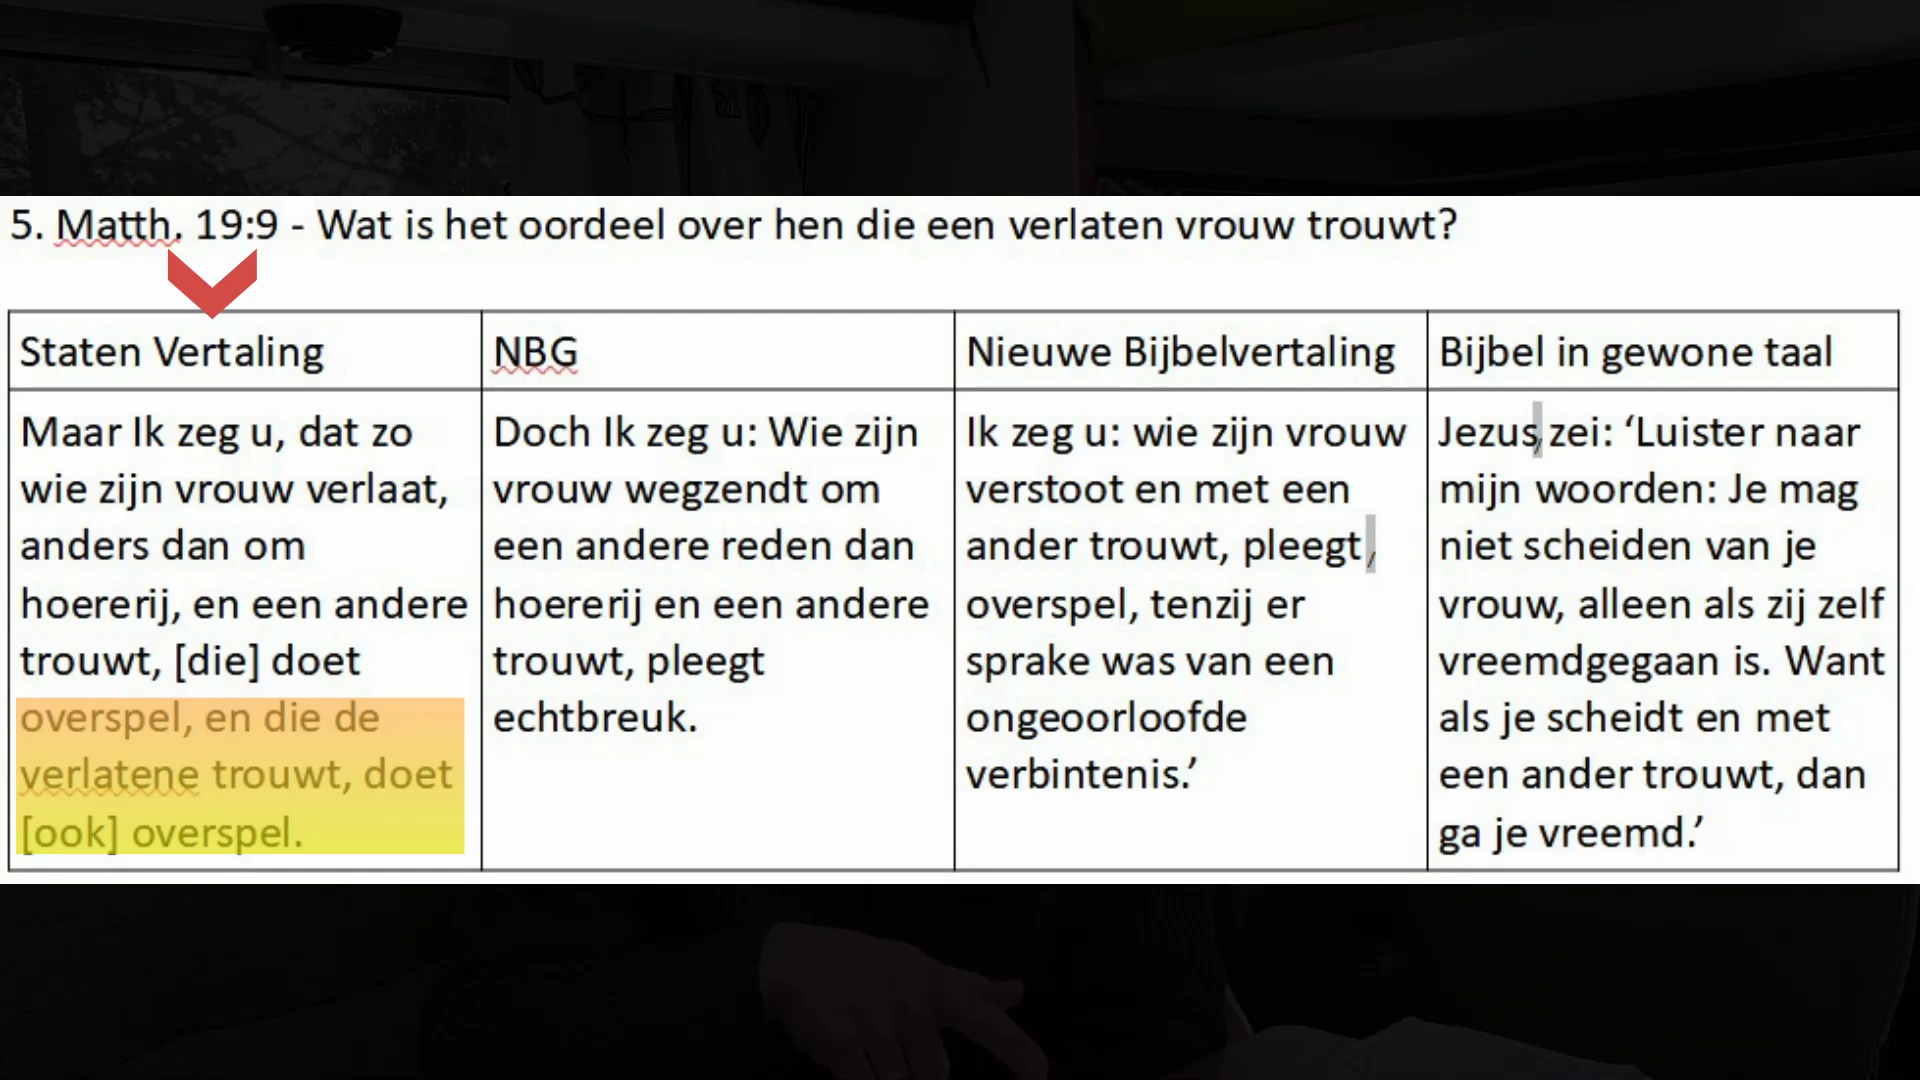 5. Matth. 19:9 - Wat is het oordeel over hen die een verlaten vrouw trouwt?
Staten Vertaling
Maar Ik zeg u, dat zo
wie zijn vrouw verlaat,
anders dan om
hoererij, en een andere
trouwt, [die] doet
overspel, en die de
verlatene trouwt, doet
[ook] overspel.
NBG
Doch Ik zeg u: Wie zijn
vrouw wegzendt om
een andere reden dan
hoererij en een andere
trouwt, pleegt
echtbreuk.
Nieuwe Bijbelvertaling
Ik zeg u: wie zijn vrouw
verstoot en met een
ander trouwt, pleegt
overspel, tenzij er
sprake was van een
ongeoorloofde
verbintenis.’
Bijbel in gewone taal
Jezus zei: ‘Luister naar
mijn woorden: Je mag
niet scheiden van je
vrouw, alleen als zij zelf
vreemdgegaan is. Want
als je scheidt en met
een ander trouwt, dan
ga je vreemd.’